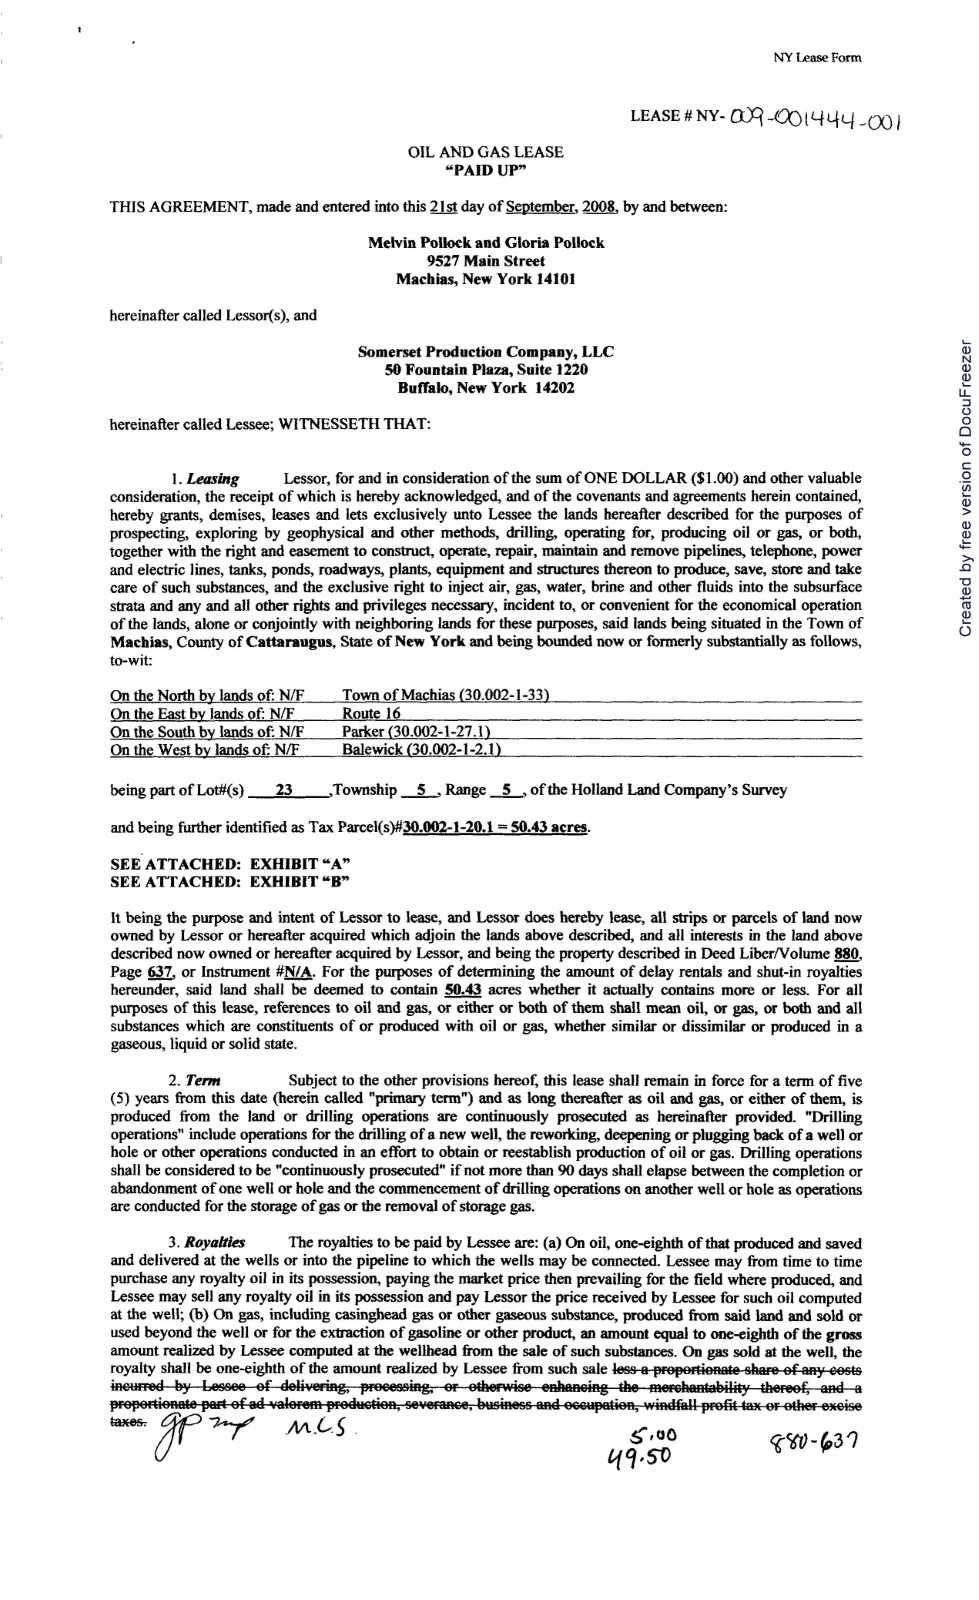 NY Lease Form
LEASE # NY- 009-001444-001
OIL AND GAS LEASE
“PAID UP”
THIS AGREEMENT, made and entered into this 21st day of September, 2008, by and between:
Melvin Pollock and Gloria Pollock
9527 Main Street
Machias, New York 14101
hereinafter called Lessor(s), and
Somerset Production Company, LLC
50 Fountain Plaza, Suite 1220
Buffalo, New York 14202
hereinafter called Lessee; WITNESSETH THAT:
1. Leasing Lessor, for and in consideration of the sum of ONE DOLLAR ($1.00) and other valuable
consideration, the receipt of which is hereby acknowledged, and of the covenants and agreements herein contained,
hereby grants, demises, leases and lets exclusively unto Lessee the lands hereafter described for the purposes of
prospecting, exploring by geophysical and other methods, drilling, operating for, producing oil or gas, or both,
together with the right and easement to construct, operate, repair, maintain and remove pipelines, telephone, power
and electric lines, tanks, ponds, roadways, plants, equipment and structures thereon to produce, save, store and take
care of such substances, and the exclusive right to inject air, gas, water, brine and other fluids into the subsurface
strata and any and all other rights and privileges necessary, incident to, or convenient for the economical operation
of the lands, alone or conjointly with neighboring lands for these purposes, said lands being situated in the Town of
Machias, County of Cattaraugus, State of New York and being bounded now or formerly substantially as follows,
to-wit:
On the North by lands of: N/F Town of Machias (30.002-1-33)
On the East by lands of: N/F Route 16
On the South by lands of: N/F Parker (30.002-1-27.1)
On the West by lands of: N/F Balewick (30.002-1-2.1)
being part of Lot#(s) 23 ,Township 5 , Range 5 , of the Holland Land Company's Survey
and being further identified as Tax Parcel(s)#30.002-1-20.1 = 50.43 acres.
SEE ATTACHED: EXHIBIT “A”
SEE ATTACHED: EXHIBIT “B”
It being the purpose and intent of Lessor to lease, and Lessor does hereby lease, all strips or parcels of land now
owned by Lessor or hereafter acquired which adjoin the lands above described, and all interests in the land above
described now owned or hereafter acquired by Lessor, and being the property described in Deed Liber/Volume 880,
Page 637, or Instrument #N/A. For the purposes of determining the amount of delay rentals and shut-in royalties
hereunder, said land shall be deemed to contain 50.43 acres whether it actually contains more or less. For all
purposes of this lease, references to oil and gas, or either or both of them shall mean oil, or gas, or both and all
substances which are constituents of or produced with oil or gas, whether similar or dissimilar or produced in a
gaseous, liquid or solid state.
2. Term Subject to the other provisions hereof, this lease shall remain in force for a term of five
(5) years from this date (herein called "primary term") and as long thereafter as oil and gas, or either of them, is
produced from the land or drilling operations are continuously prosecuted as hereinafter provided. "Drilling
operations" include operations for the drilling of a new well, the reworking, deepening or plugging back of a well or
hole or other operations conducted in an effort to obtain or reestablish production of oil or gas. Drilling operations
shall be considered to be "continuously prosecuted" if not more than 90 days shall elapse between the completion or
abandonment of one well or hole and the commencement of drilling operations on another well or hole as operations
are conducted for the storage of gas or the removal of storage gas.
3. Royalties The royalties to be paid by Lessee are: (a) On oil, one-eighth of that produced and saved
and delivered at the wells or into the pipeline to which the wells may be connected. Lessee may from time to time
purchase any royalty oil in its possession, paying the market price then prevailing for the field where produced, and
Lessee may sell any royalty oil in its possession and pay Lessor the price received by Lessee for such oil computed
at the well; (b) On gas, including casinghead gas or other gaseous substance, produced from said land and sold or
used beyond the well or for the extraction of gasoline or other product, an amount equal to one-eighth of the gross
amount realized by Lessee computed at the wellhead from the sale of such substances. On gas sold at the well, the
royalty shall be one-eighth of the amount realized by Lessee from such sale less a proportionate share of any costs
incurred by Lessee of delivering, processing, or otherwise enhancing the merchantability thereof, and a
proportionate part of ad valorem production, severance, business and occupation, windfall profit tax or other excise
taxes. GP mp M.C.S.
5.00
49.50
880-637
Created by free version of DocuFreezer